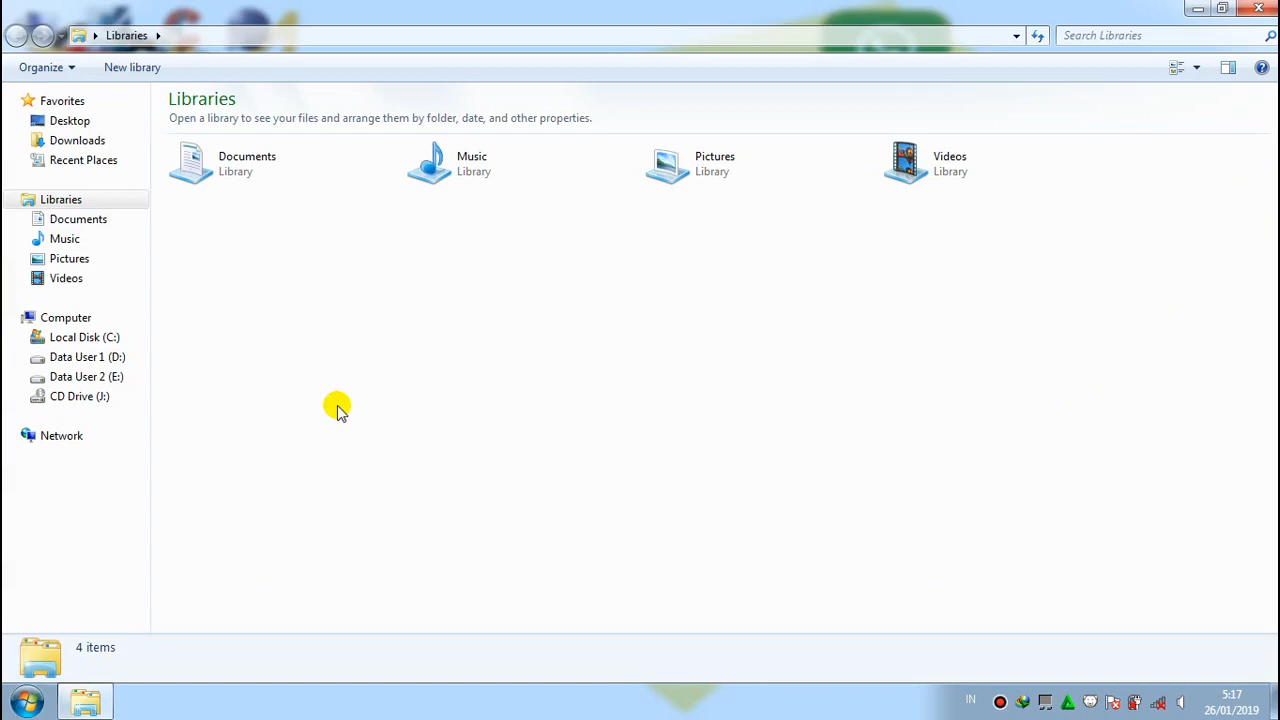 Libraries
Search Libraries
Organize
New library
Favorites
Desktop
Downloads
Recent Places
Libraries
Documents
Music
Pictures
Videos
Computer
Local Disk (C:)
Data User 1 (D:)
Data User 2 (E:)
CD Drive (J:)
Network
Libraries
Open a library to see your files and arrange them by folder, date, and other properties.
Documents
Library
Music
Library
Pictures
Library
Videos
Library
4 items
IN
5:17
26/01/2019